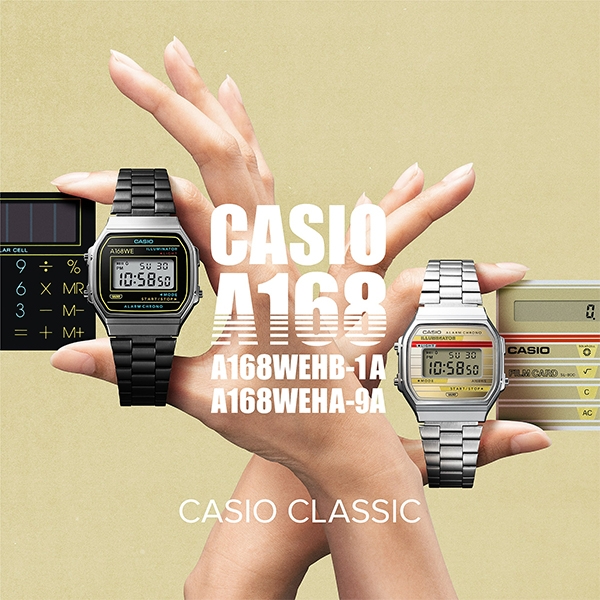 CASIO
A168
A168WEHB-1A
A168WEHA-9A
CASIO CLASSIC
LAR CELL
9 ÷ %
6 X MR
3 − M-
= + M+
CASIO
A168WE
ILLUMINATOR
LIGHT
SU 30
10:58 50
MODE
START/STOP
ALARM CHRONO
CASIO ALARM CHRONO
ILLUMINATOR
SU 30
10:58 50
MODE
START/STOP
0.
CASIO
FILM CARD SL-800
√
C
AC